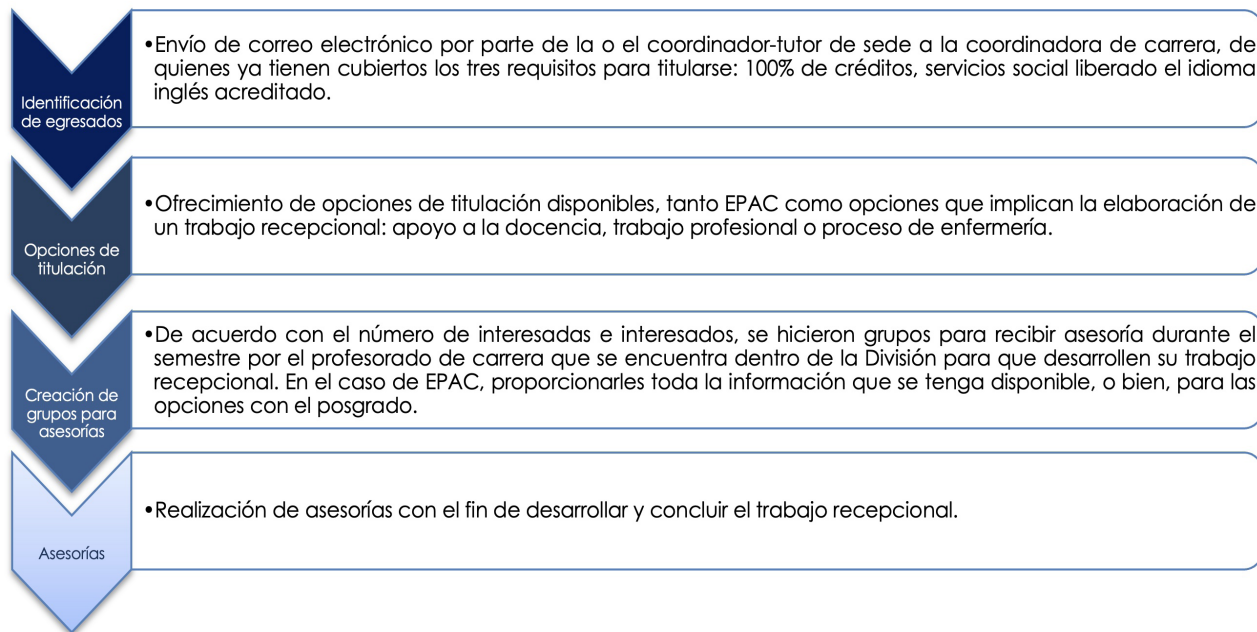 Identificación
de egresados
•Envío de correo electrónico por parte de la o el coordinador-tutor de sede a la coordinadora de carrera, de
quienes ya tienen cubiertos los tres requisitos para titularse: 100% de créditos, servicios social liberado el idioma
inglés acreditado.
Opciones de
titulación
•Ofrecimiento de opciones de titulación disponibles, tanto EPAC como opciones que implican la elaboración de
un trabajo recepcional: apoyo a la docencia, trabajo profesional o proceso de enfermería.
Creación de
grupos para
asesorías
•De acuerdo con el número de interesadas e interesados, se hicieron grupos para recibir asesoría durante el
semestre por el profesorado de carrera que se encuentra dentro de la División para que desarrollen su trabajo
recepcional. En el caso de EPAC, proporcionarles toda la información que se tenga disponible, o bien, para las
opciones con el posgrado.
Asesorías
•Realización de asesorías con el fin de desarrollar y concluir el trabajo recepcional.